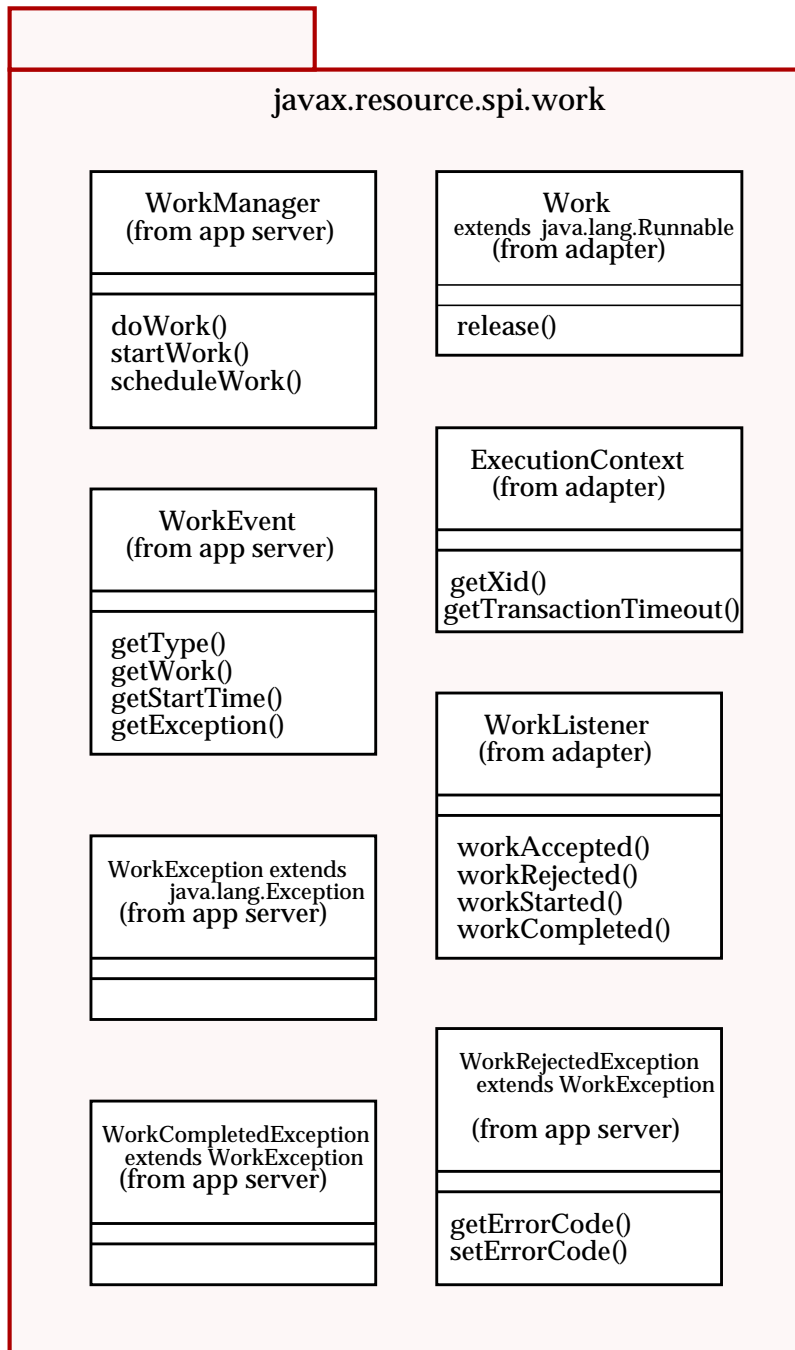 javax.resource.spi.work
WorkManager
(from app server)
doWork()
startWork()
scheduleWork()
Work
extends java.lang.Runnable
(from adapter)
release()
ExecutionContext
(from adapter)
getXid()
getTransactionTimeout()
WorkEvent
(from app server)
getType()
getWork()
getStartTime()
getException()
WorkListener
(from adapter)
workAccepted()
workRejected()
workStarted()
workCompleted()
WorkException extends
java.lang.Exception
(from app server)
WorkRejectedException
extends WorkException
(from app server)
getErrorCode()
setErrorCode()
WorkCompletedException
extends WorkException
(from app server)